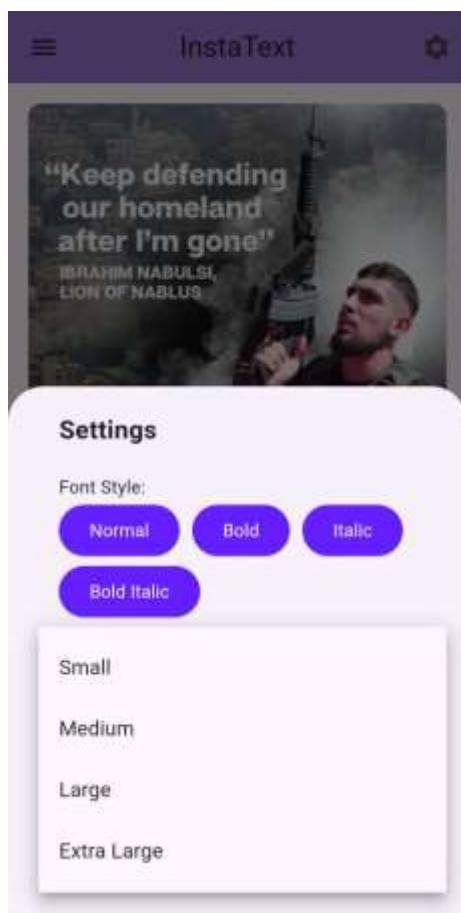 InstaText
“Keep defending
our homeland
after I'm gone”
IBRAHIM NABULSI,
LION OF NABLUS
Settings
Font Style:
Normal
Bold
Italic
Bold Italic
Small
Medium
Large
Extra Large